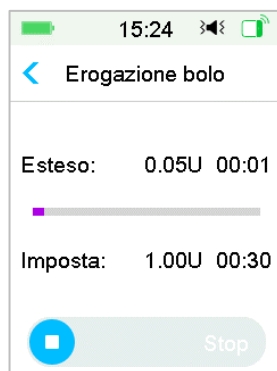 15:24
Erogazione bolo
Esteso: 0.05U 00:01
Imposta: 1.00U 00:30
Stop